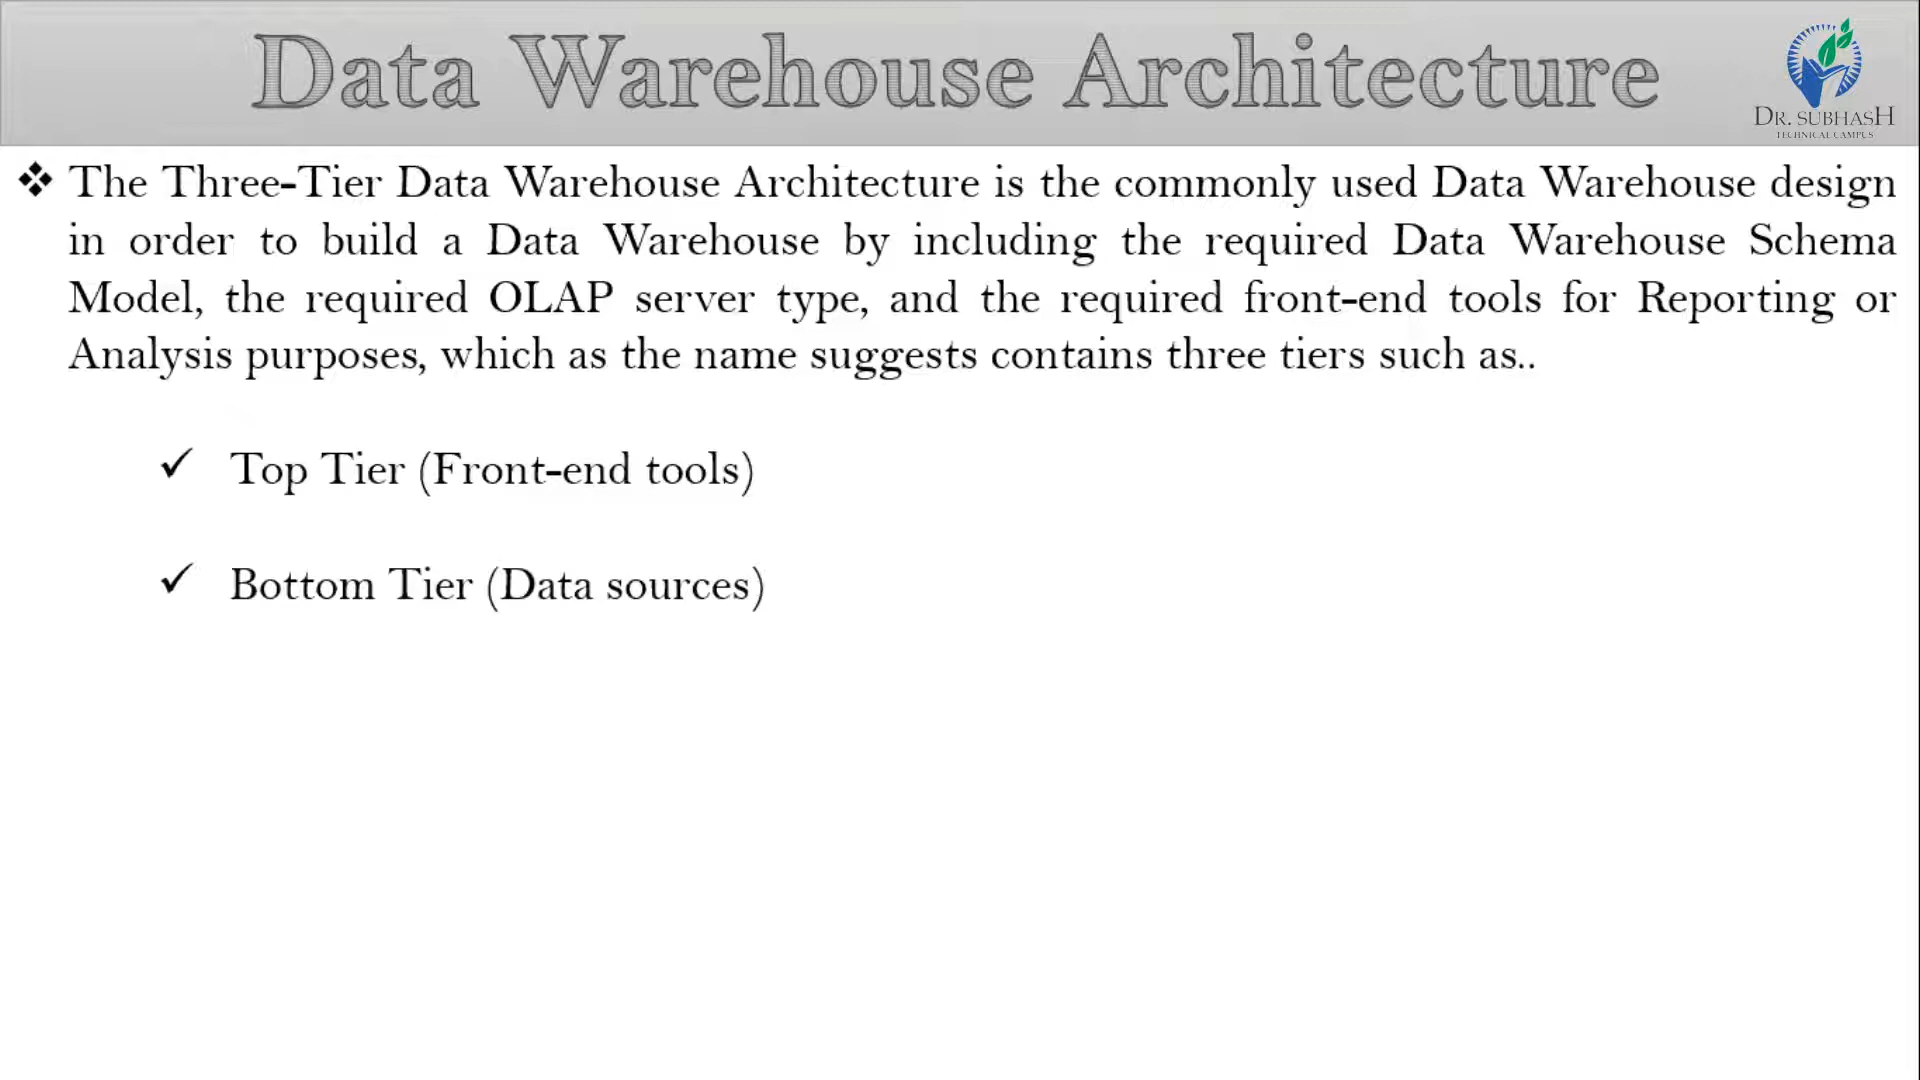 Data Warehouse Architecture
DR. SUBHASH
TECHNICAL CAMPUS
❖ The Three-Tier Data Warehouse Architecture is the commonly used Data Warehouse design
in order to build a Data Warehouse by including the required Data Warehouse Schema
Model, the required OLAP server type, and the required front-end tools for Reporting or
Analysis purposes, which as the name suggests contains three tiers such as..
✓ Top Tier (Front-end tools)
✓ Bottom Tier (Data sources)